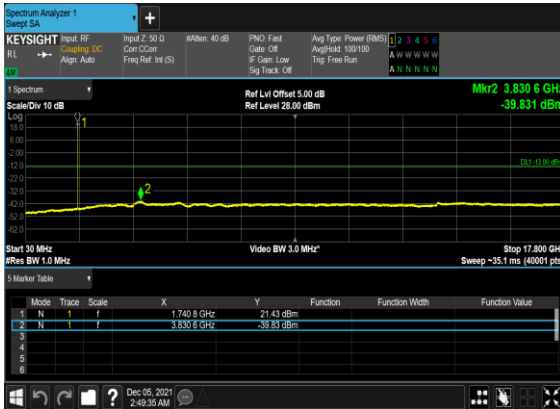 Spectrum Analyzer 1
Swept SA
+
KEYSIGHT Input: RF Input Z: 50 Ω #Atten: 40 dB PNO: Fast Avg Type: Power (RMS) 1 2 3 4 5 6
RL Coupling: DC Corr CCorr Gate: Off Avg|Hold: 100/100 A W W W W W
Align: Auto Freq Ref: Int (S) IF Gain: Low Trig: Free Run
Sig Track: Off A N N N N N
1 Spectrum Ref Lvl Offset 5.00 dB Mkr2 3.830 6 GHz
Scale/Div 10 dB Ref Level 28.00 dBm -39.831 dBm
Log
18.0 1
8.00
-2.00
-12.0 DL1 -13.00 dBm
-22.0
-32.0 2
-42.0
-52.0
-62.0
Start 30 MHz Video BW 3.0 MHz* Stop 17.800 GH
#Res BW 1.0 MHz Sweep ~35.1 ms (40001 pts
5 Marker Table
Mode Trace Scale X Y Function Function Width Function Value
1 N 1 f 1.740 8 GHz 21.43 dBm
2 N 1 f 3.830 6 GHz -39.83 dBm
3
4
5
6
? Dec 05, 2021
2:49:35 AM